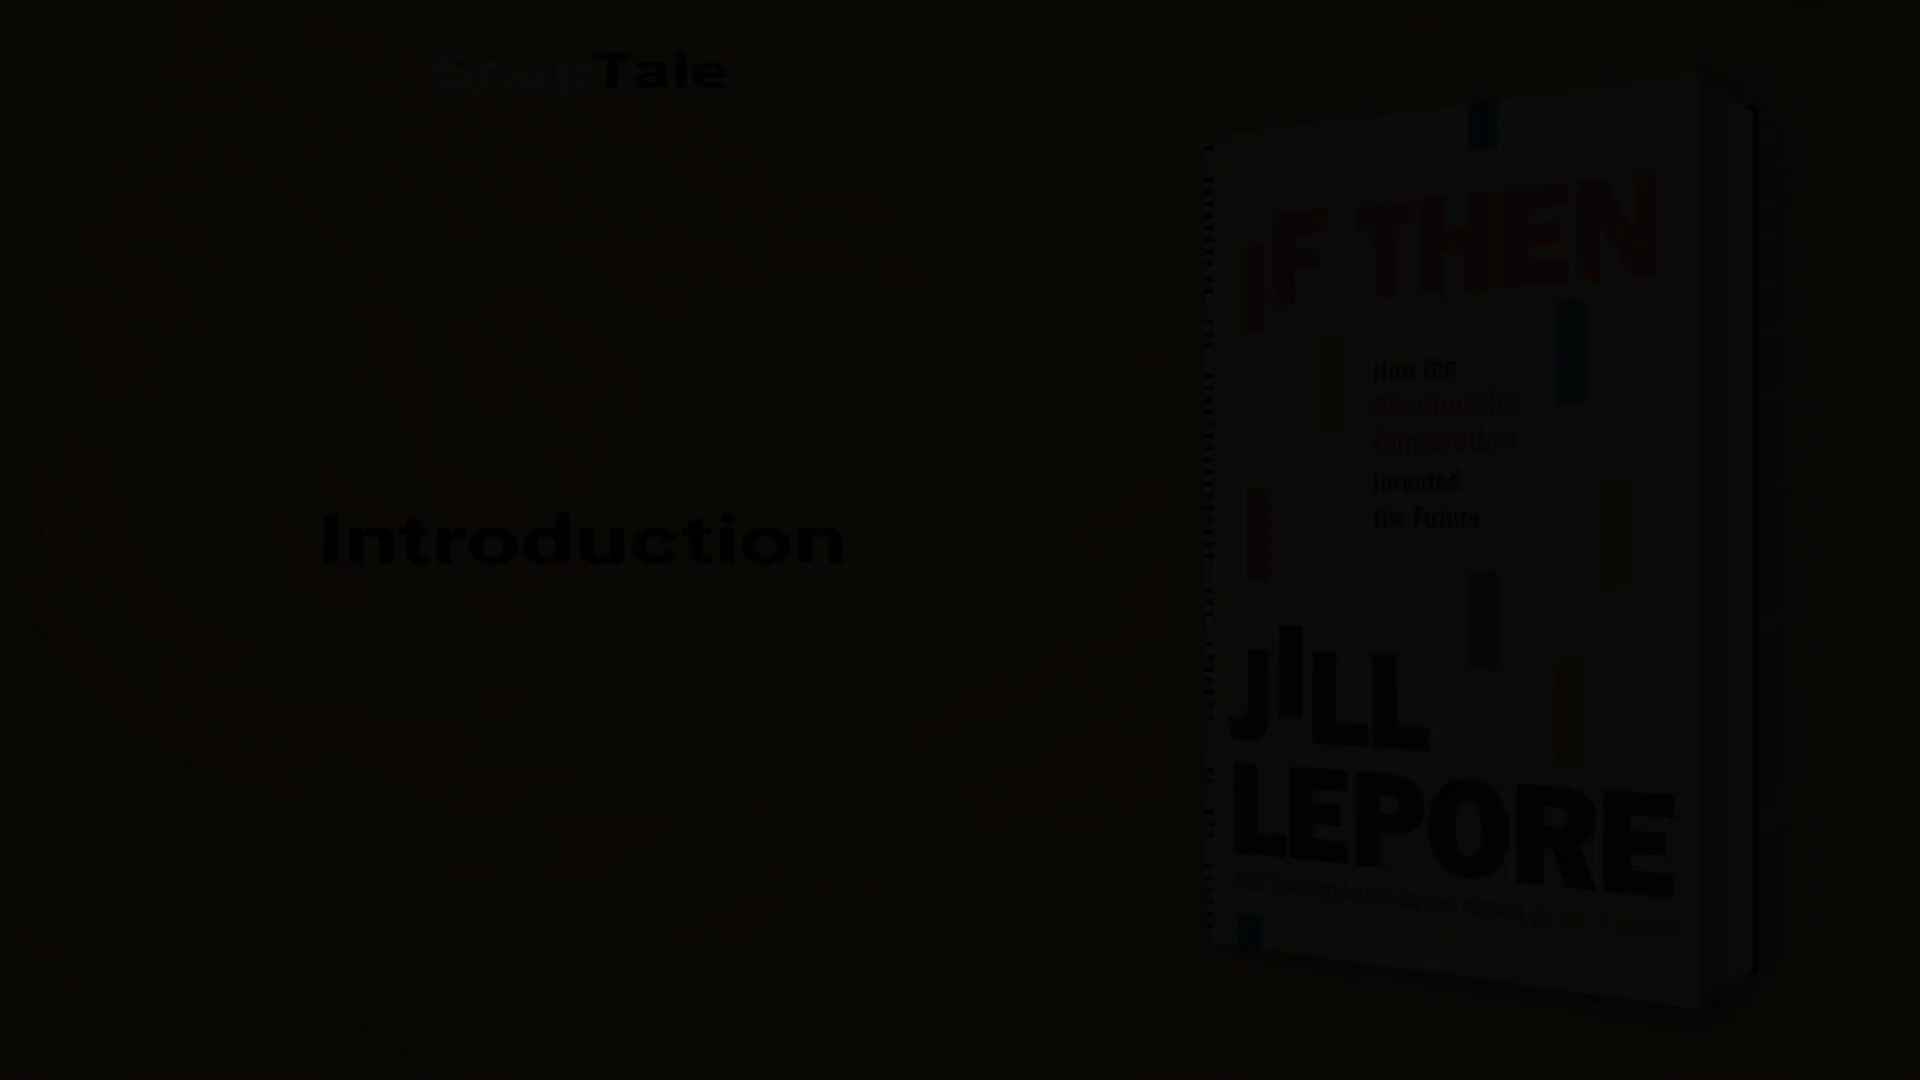 SnapTale
Introduction
IF THEN
How the
Simulmatics
Corporation
Invented
the Future
JILL
LEPORE